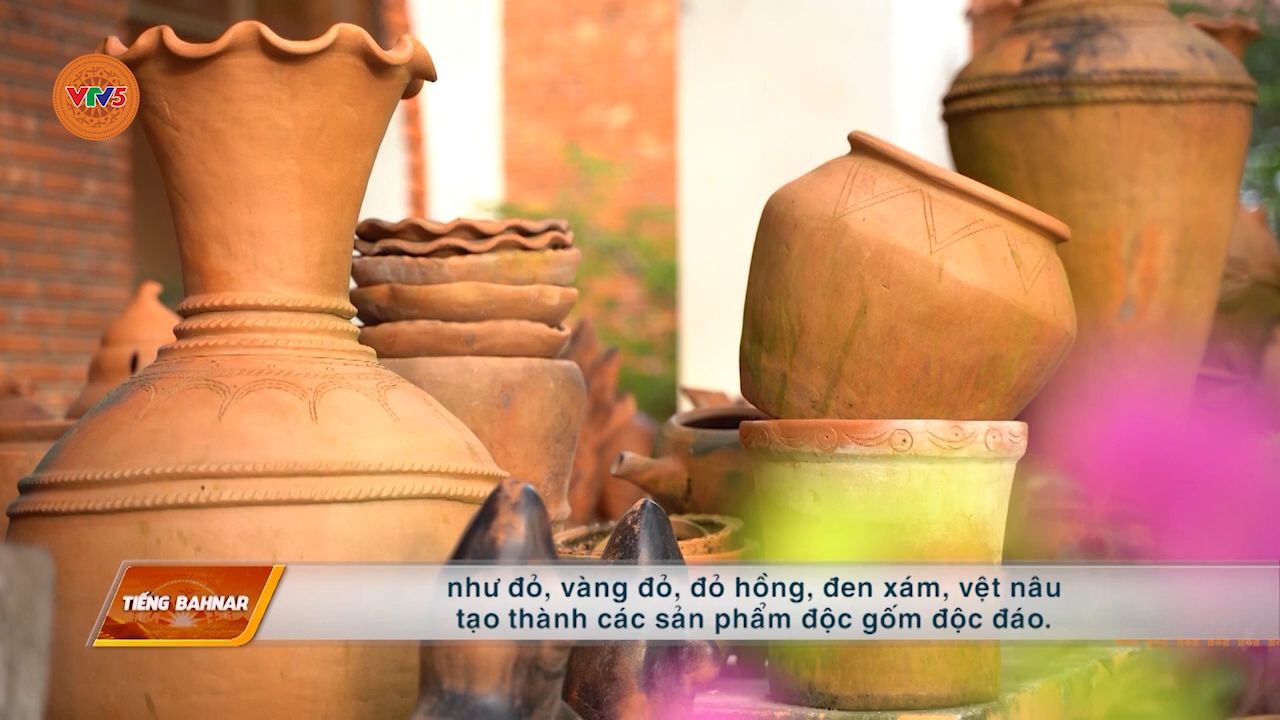 VTV5
TIẾNG BAHNAR
như đỏ, vàng đỏ, đỏ hồng, đen xám, vệt nâu
tạo thành các sản phẩm độc gốm độc đáo.